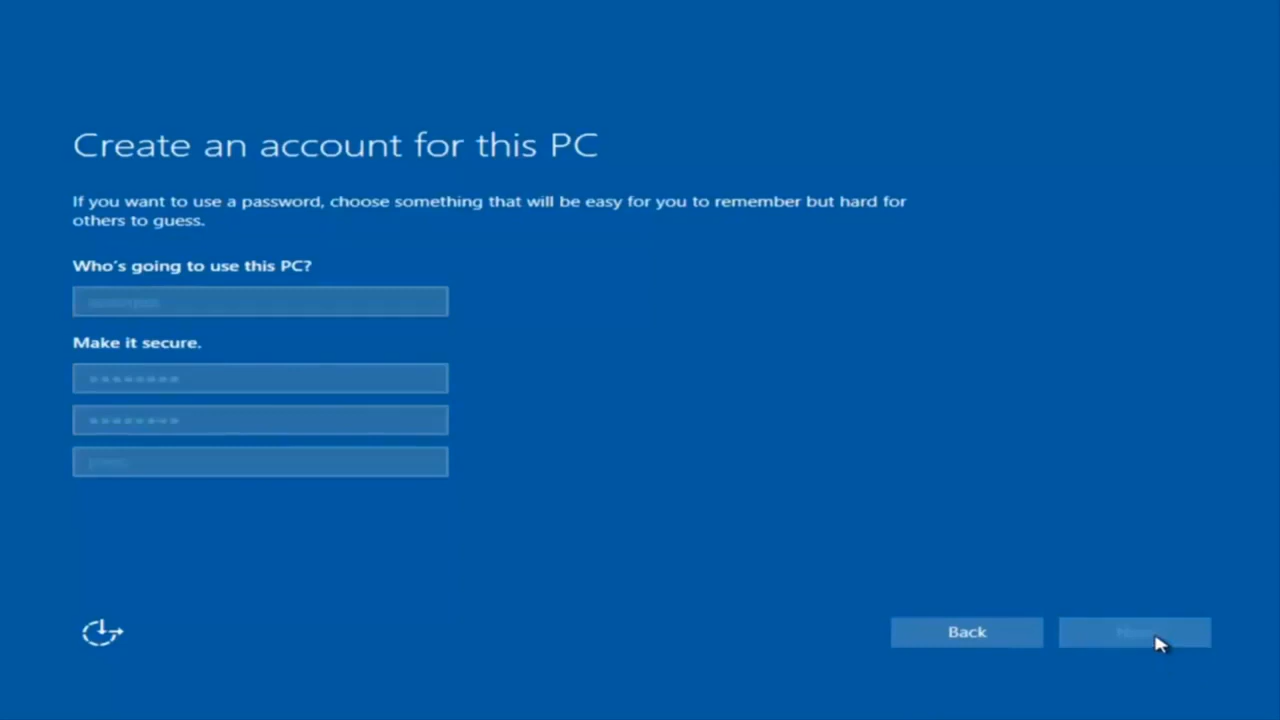 Create an account for this PC
If you want to use a password, choose something that will be easy for you to remember but hard for
others to guess.
Who's going to use this PC?
Make it secure.
Back